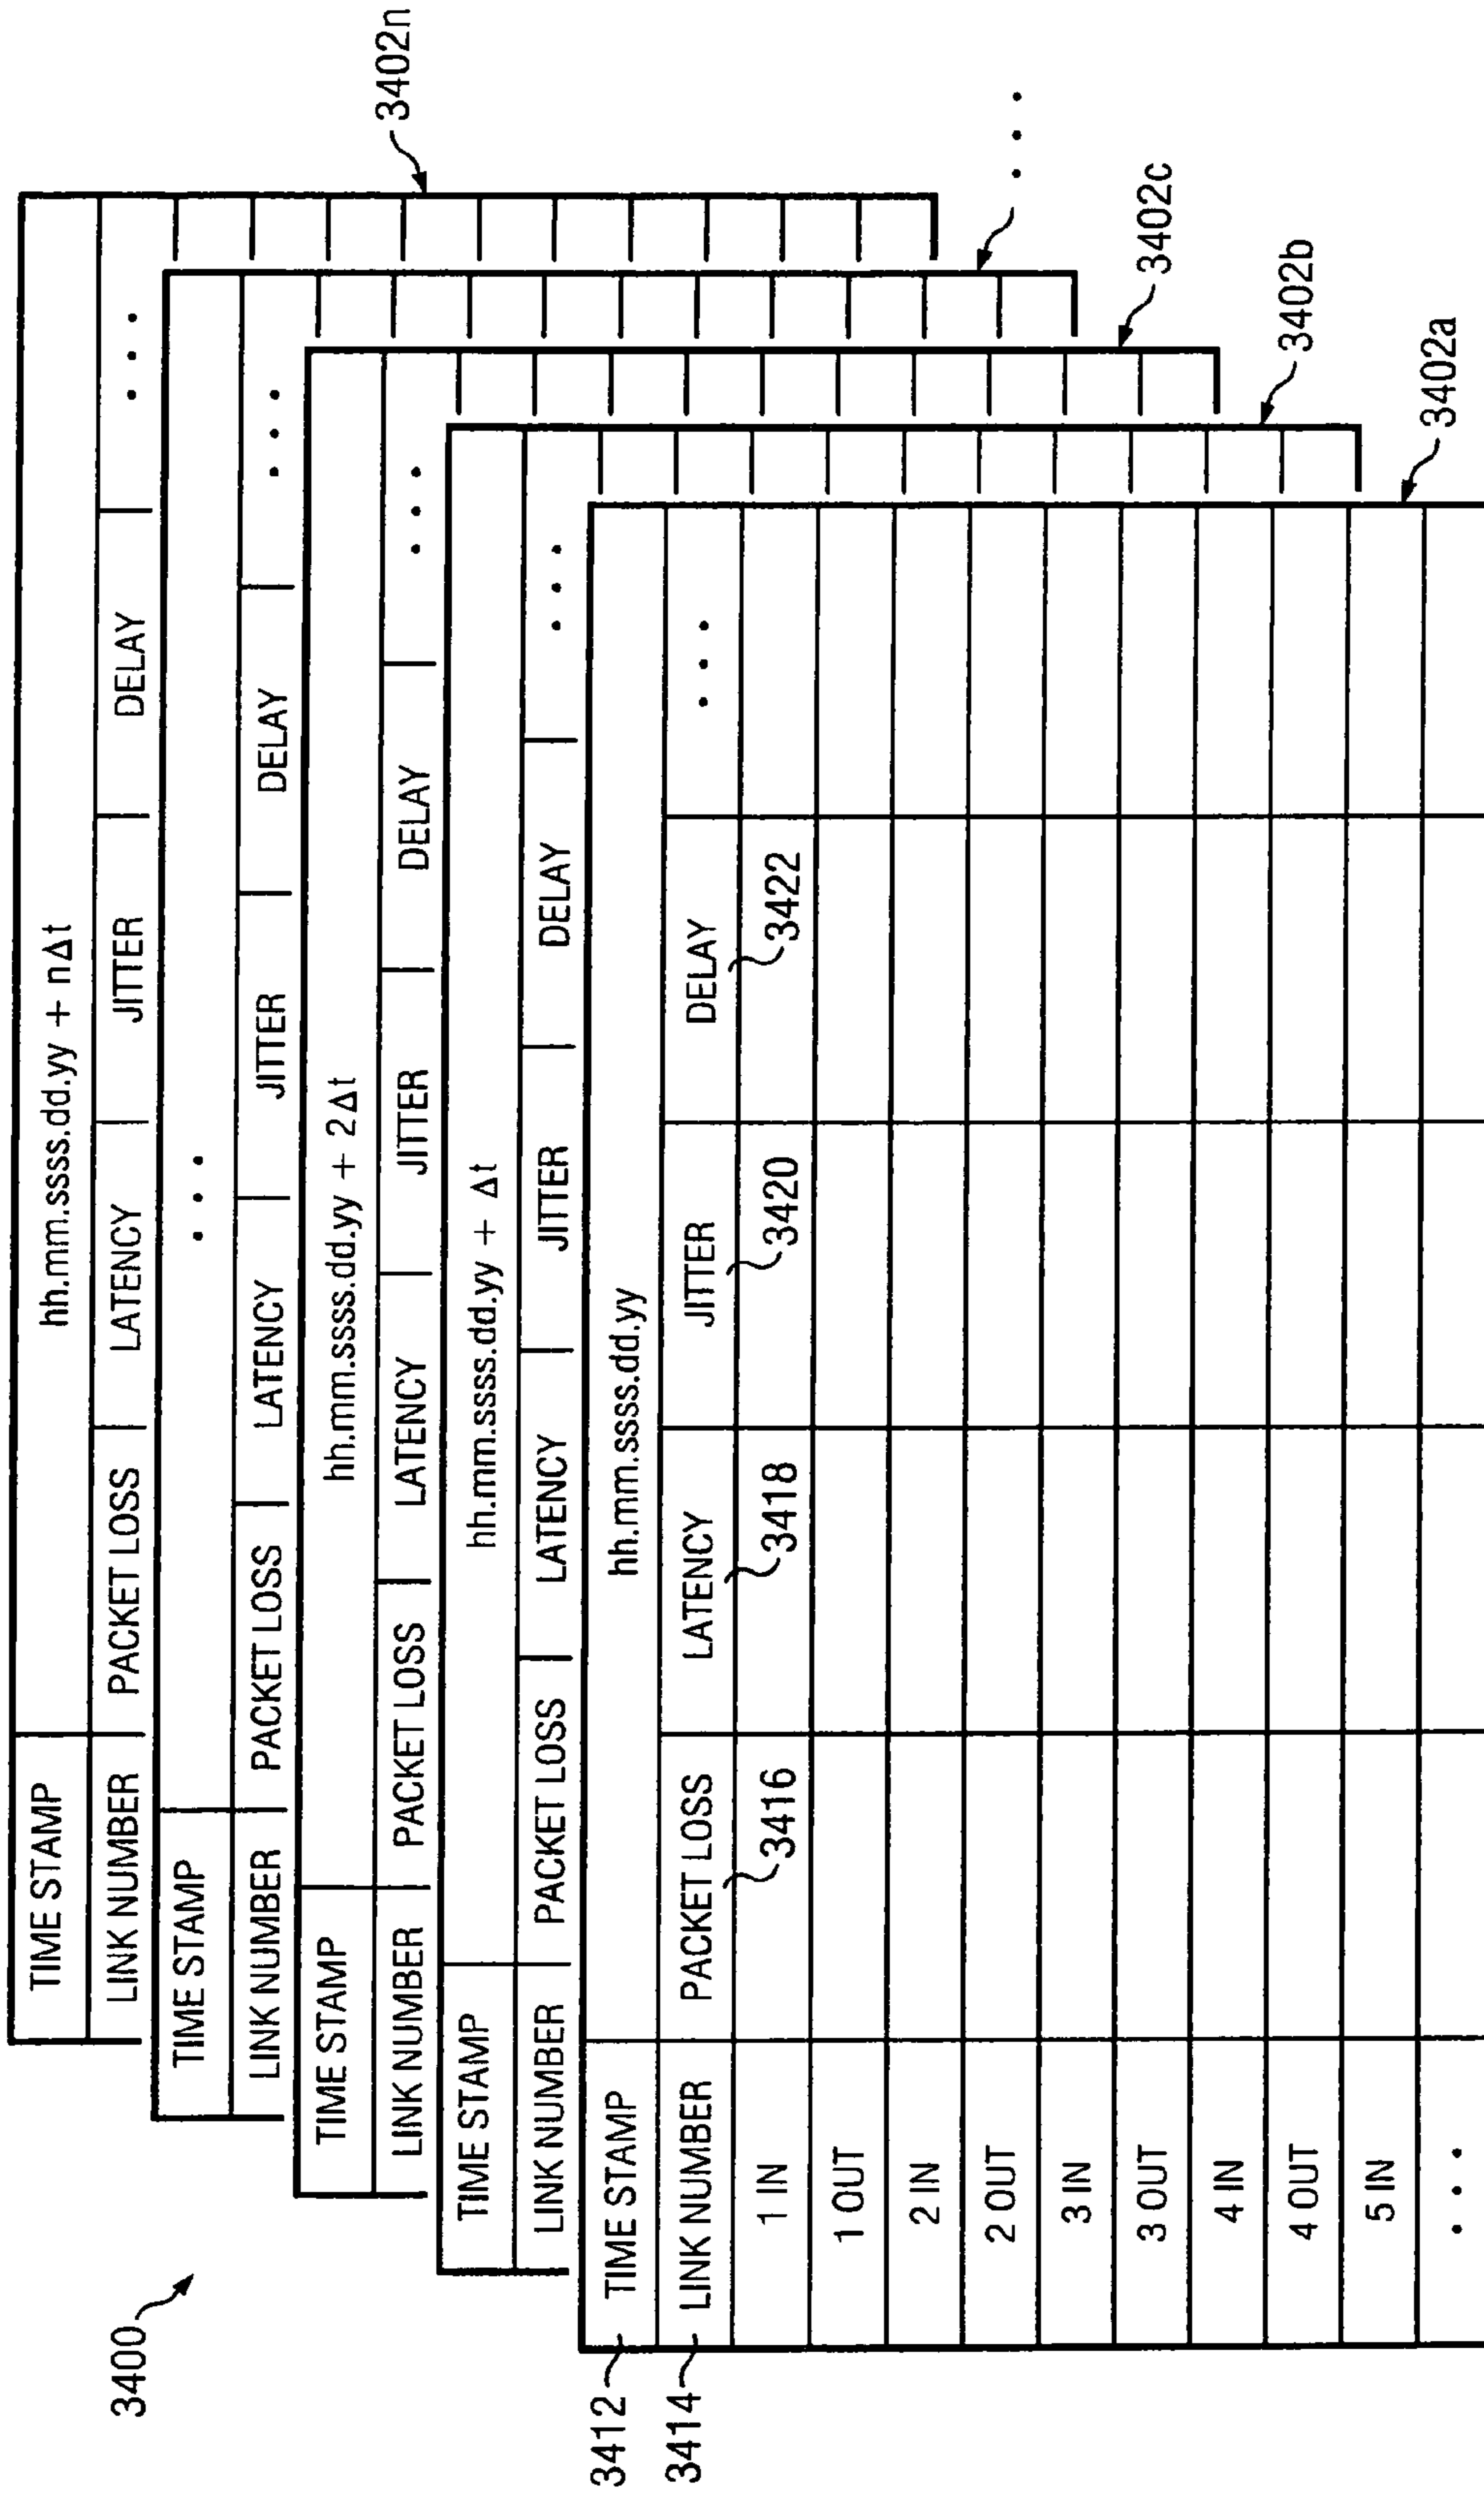 3400
TIME STAMP hh.mm.ssss.dd.yy + nΔt
LINK NUMBER PACKET LOSS LATENCY JITTER DELAY ...
3402n
TIME STAMP ...
LINK NUMBER PACKET LOSS LATENCY JITTER DELAY ...
...
TIME STAMP hh.mm.ssss.dd.yy + 2Δt
LINK NUMBER PACKET LOSS LATENCY JITTER DELAY ...
3402c
TIME STAMP hh.mm.ssss.dd.yy + Δt
LINK NUMBER PACKET LOSS LATENCY JITTER DELAY ...
3402b
3412 TIME STAMP hh.mm.ssss.dd.yy
3414 LINK NUMBER PACKET LOSS LATENCY JITTER DELAY ...
1 IN 3416 3418 3420 3422
1 OUT
2 IN
2 OUT
3 IN
3 OUT
4 IN
4 OUT
5 IN
3402a
...